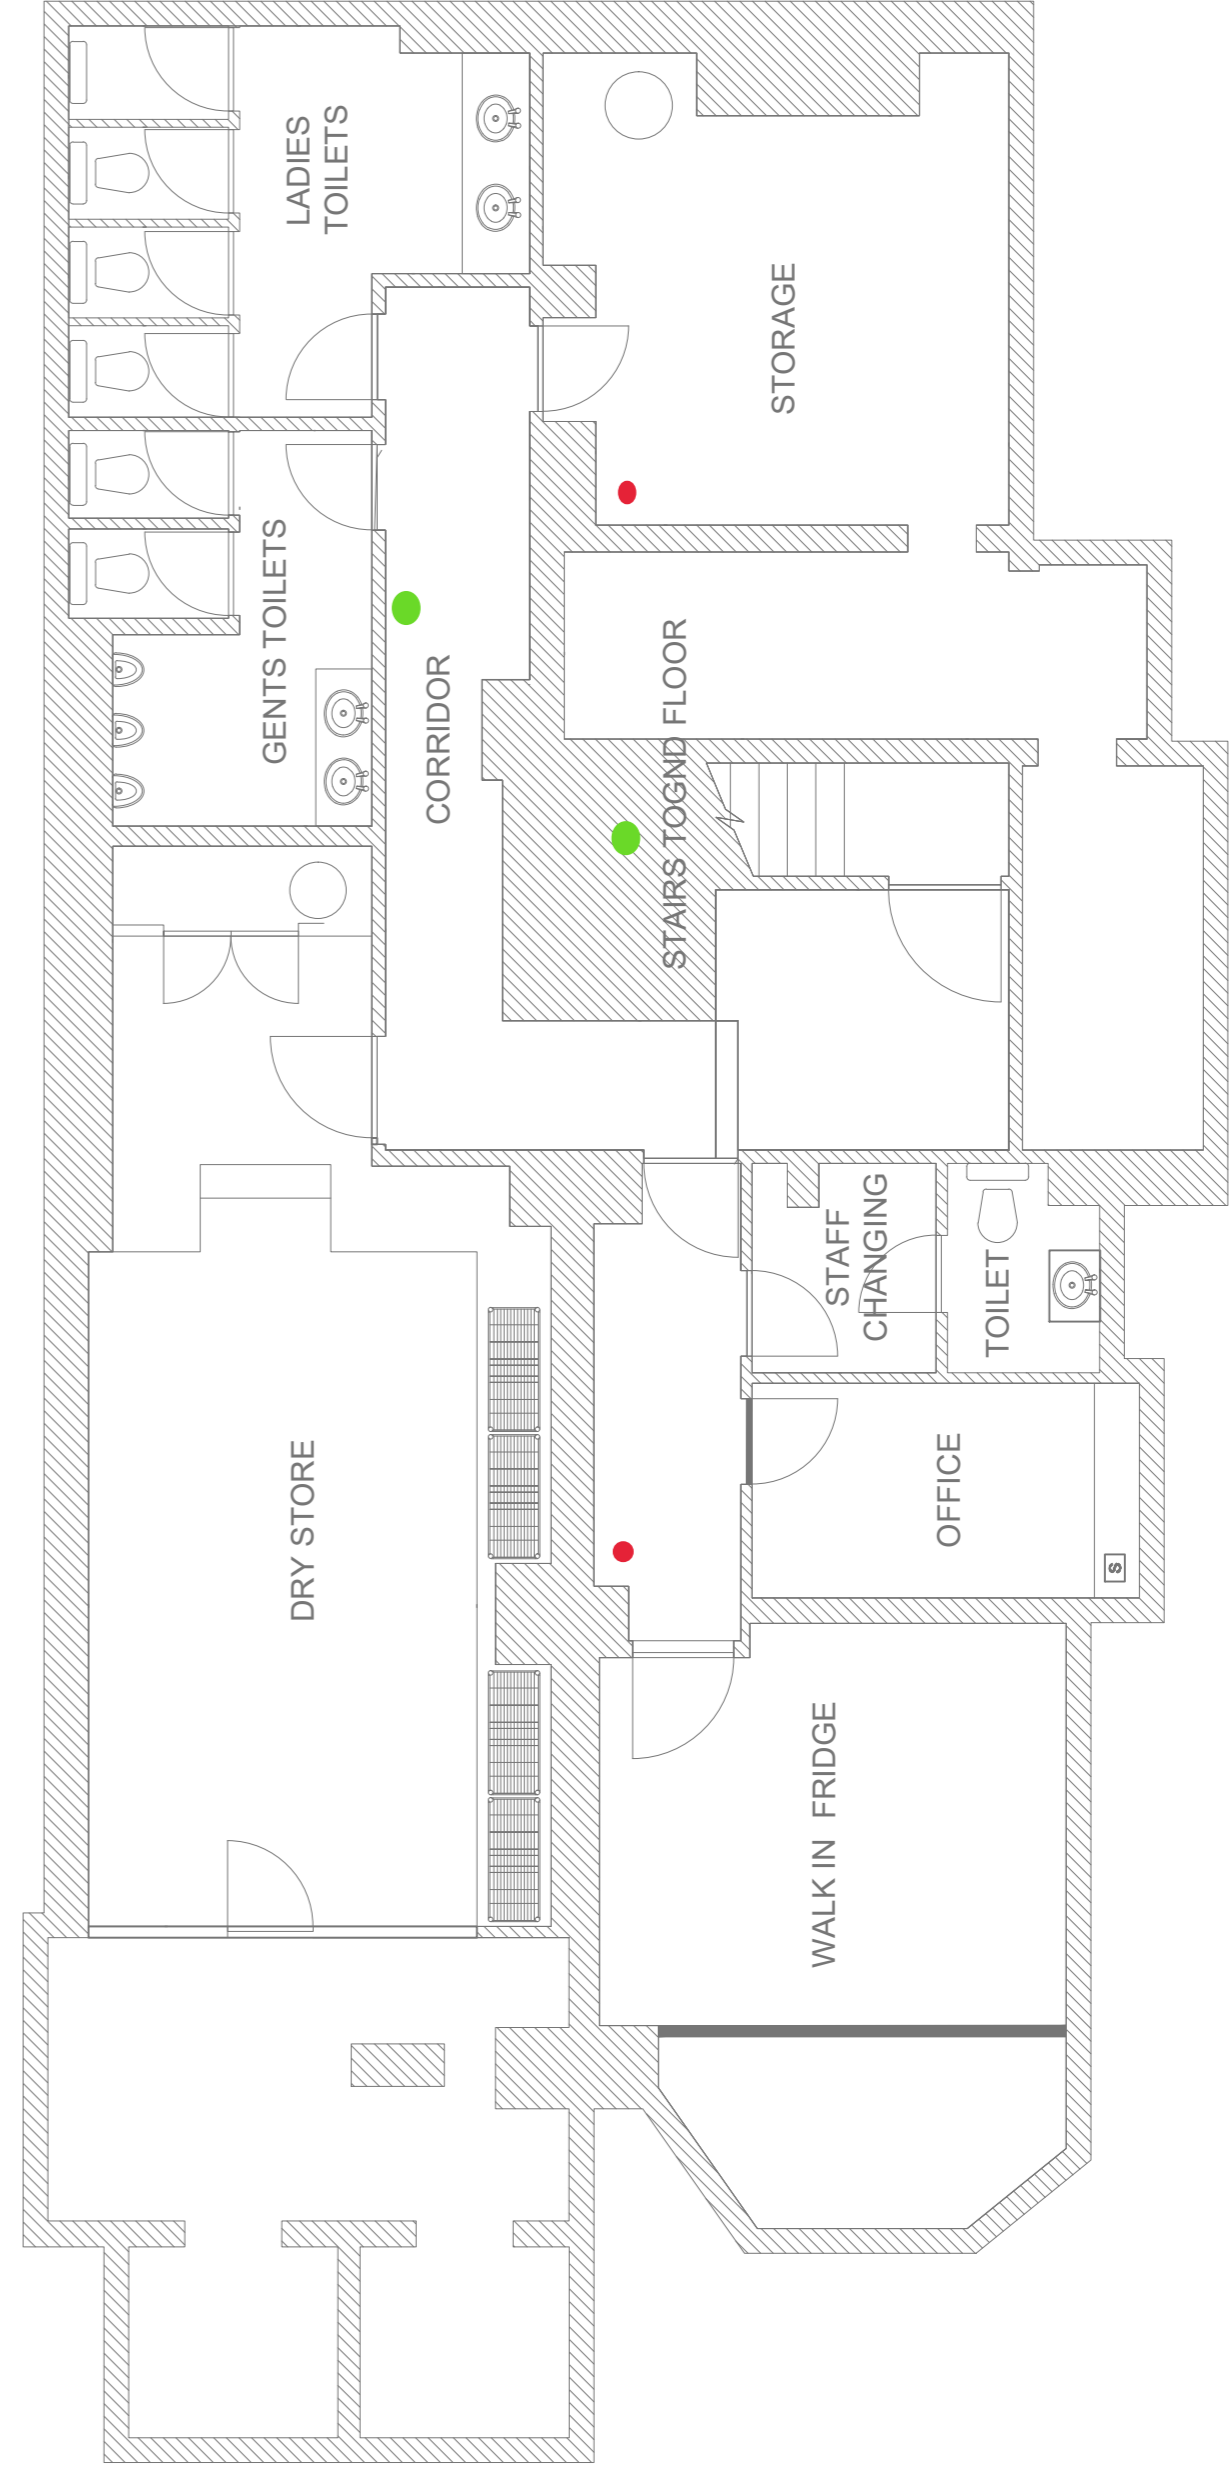 LADIES
TOILETS
STORAGE
GENTS TOILETS
CORRIDOR
STAIRS TOGND FLOOR
STAFF
CHANGING
TOILET
DRY STORE
OFFICE
S
WALK IN FRIDGE